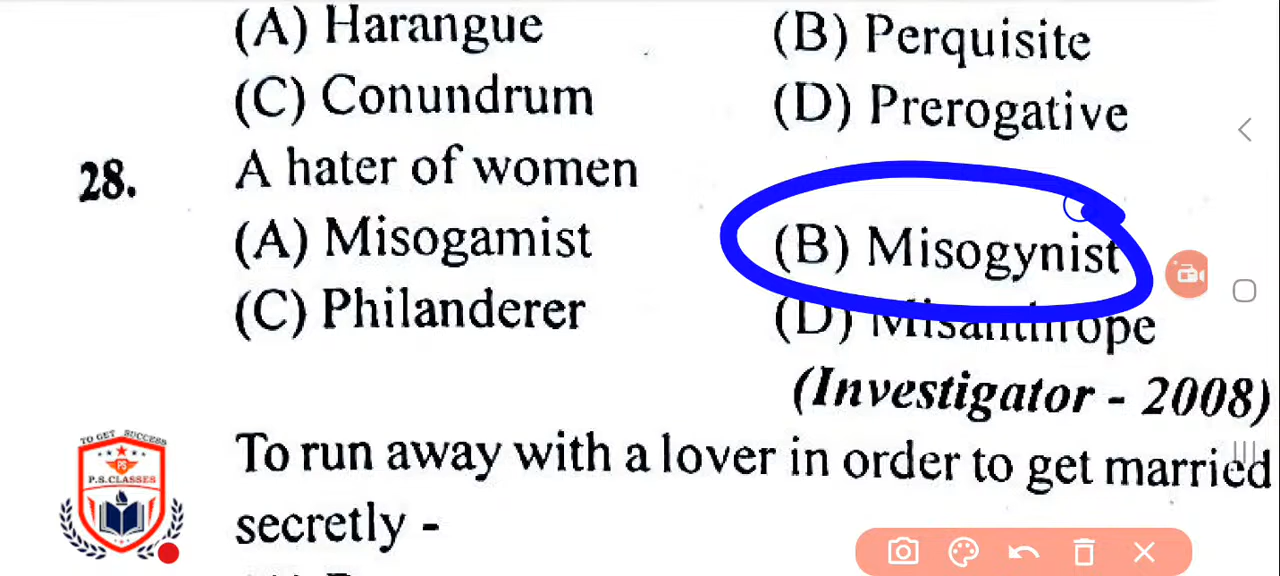 (A) Harangue (B) Perquisite
(C) Conundrum (D) Prerogative
28. A hater of women
(A) Misogamist (B) Misogynist
(C) Philanderer (D) Misanthrope
(Investigator - 2008)
TO GET SUCCESS
PS
P.S.CLASSES
To run away with a lover in order to get married
secretly -